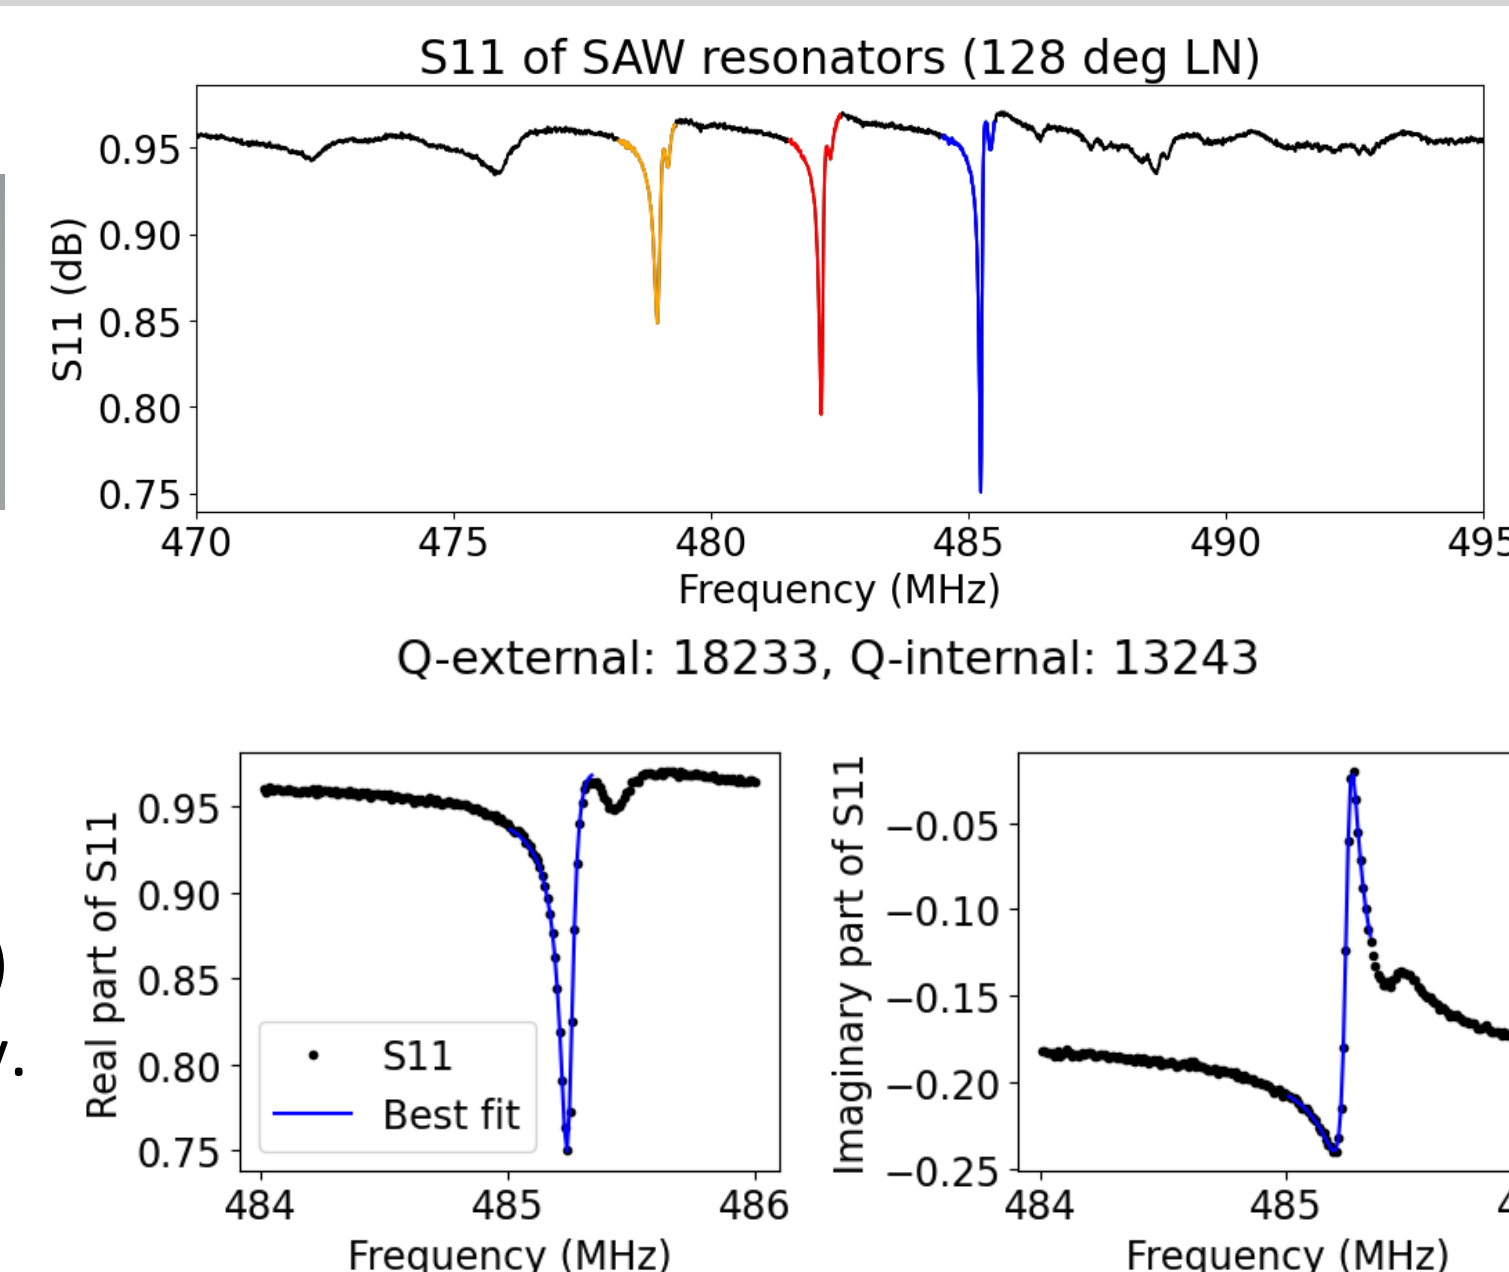 S11 of SAW resonators (128 deg LN)
S11 (dB)
0.95
0.90
0.85
0.80
0.75
470 475 480 485 490 495
Frequency (MHz)
Q-external: 18233, Q-internal: 13243
Real part of S11
0.95
0.90
0.85
0.80
0.75
S11
Best fit
484 485 486
Frequency (MHz)
Imaginary part of S11
−0.05
−0.10
−0.15
−0.20
−0.25
484 485
Frequency (MHz)